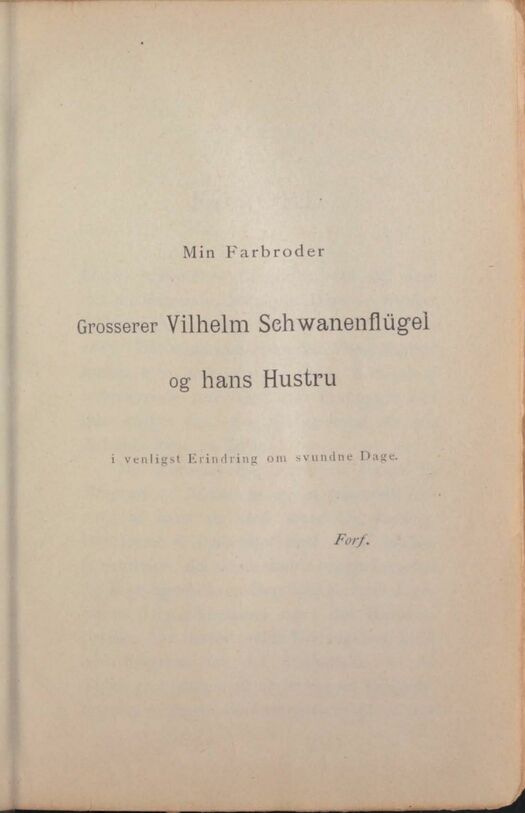 Min Farbroder
Grosserer Vilhelm Schwanenflügel
og hans Hustru
i venligst Erindring om svundne Dage.
Forf.